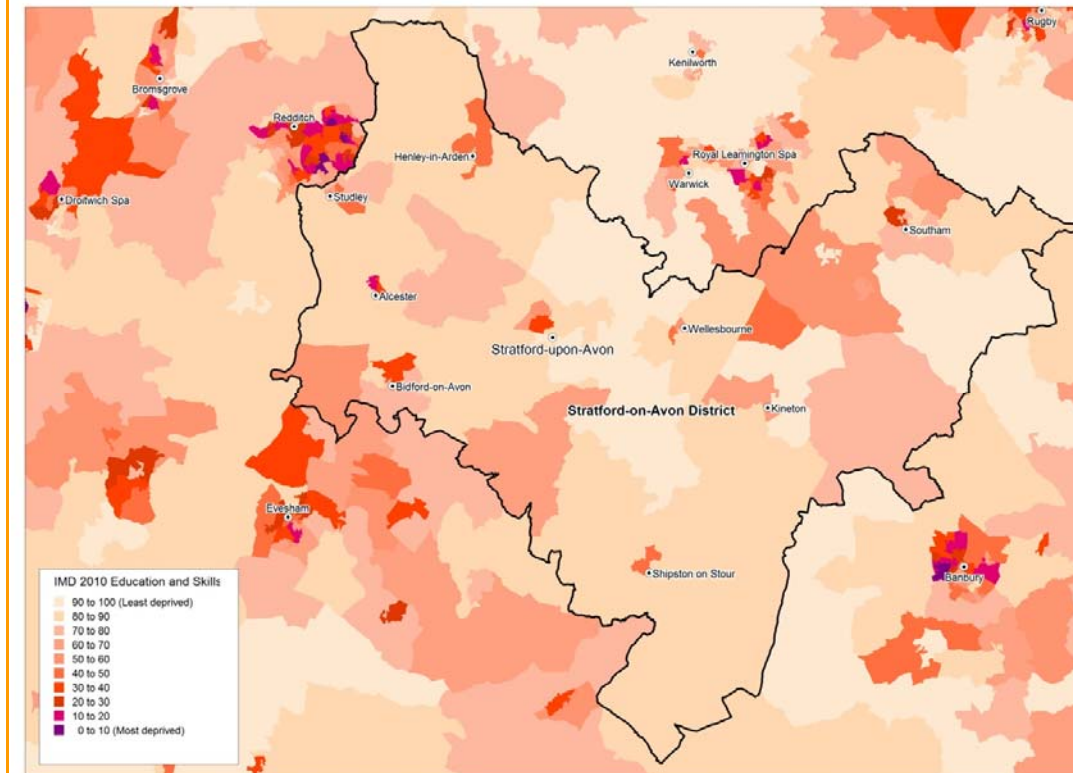 Rugby
Kenilworth
Bromsgrove
Redditch
Henley-in-Arden
Royal Leamington Spa
Warwick
Droitwich Spa
Studley
Southam
Alcester
Wellesbourne
Stratford-upon-Avon
Bidford-on-Avon
Stratford-on-Avon District
Kineton
Evesham
Shipston on Stour
Banbury
IMD 2010 Education and Skills
90 to 100 (Least deprived)
80 to 90
70 to 80
60 to 70
50 to 60
40 to 50
30 to 40
20 to 30
10 to 20
0 to 10 (Most deprived)